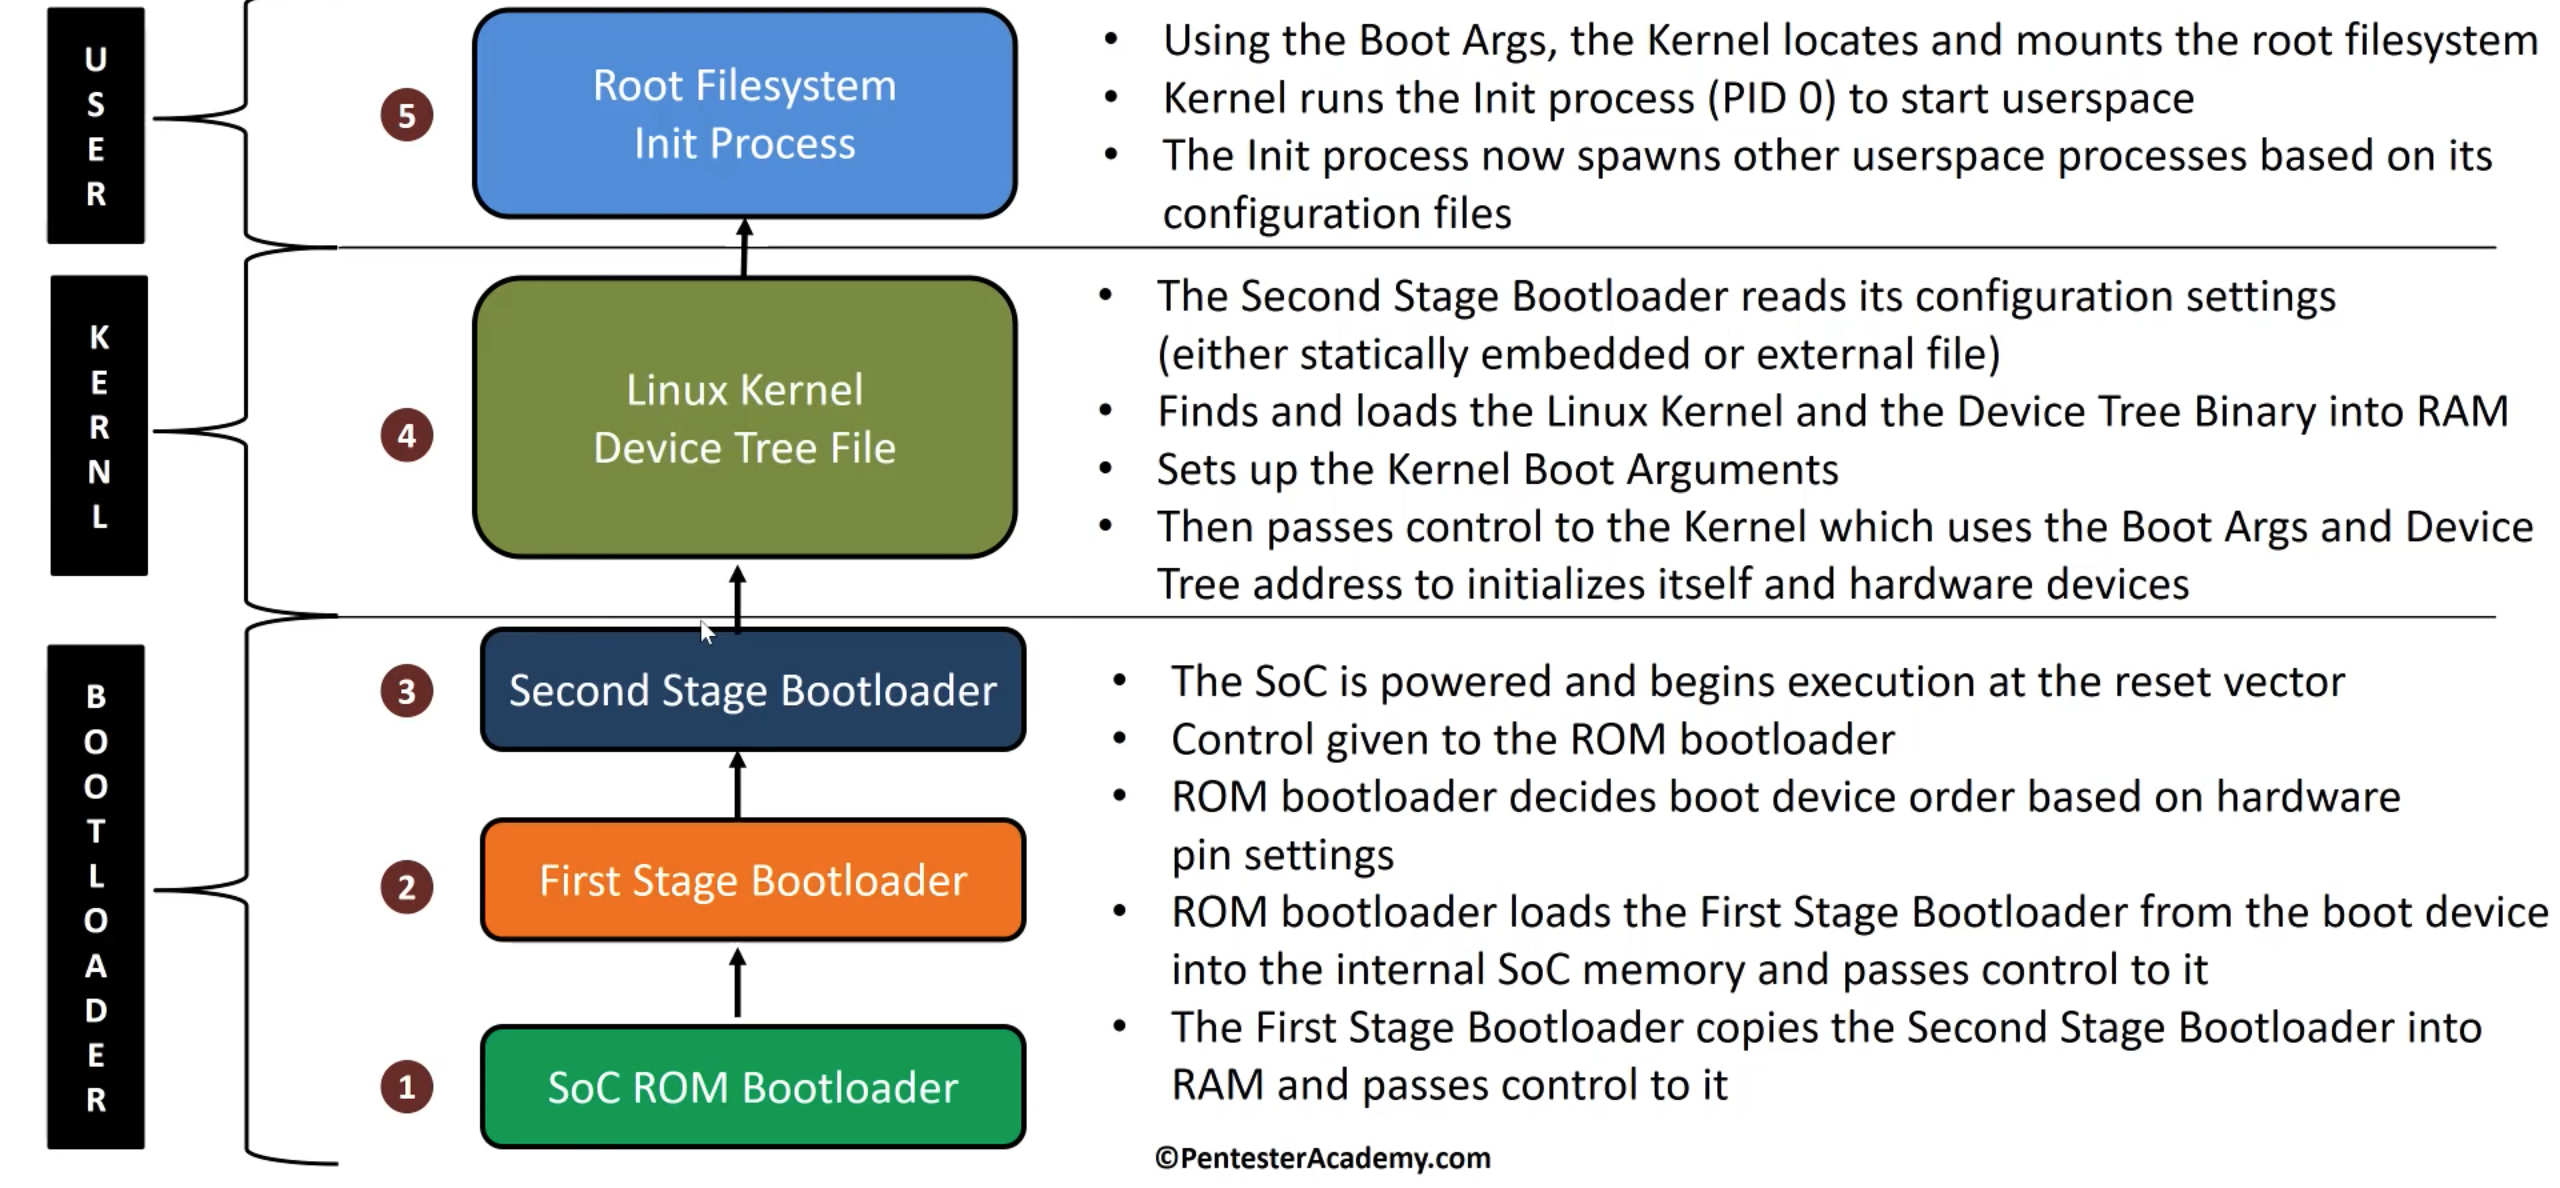 USER
5
Root Filesystem
Init Process
• Using the Boot Args, the Kernel locates and mounts the root filesystem
• Kernel runs the Init process (PID 0) to start userspace
• The Init process now spawns other userspace processes based on its
configuration files
KERNL
4
Linux Kernel
Device Tree File
• The Second Stage Bootloader reads its configuration settings
(either statically embedded or external file)
• Finds and loads the Linux Kernel and the Device Tree Binary into RAM
• Sets up the Kernel Boot Arguments
• Then passes control to the Kernel which uses the Boot Args and Device
Tree address to initializes itself and hardware devices
BOOTLOADER
3
Second Stage Bootloader
2
First Stage Bootloader
1
SoC ROM Bootloader
• The SoC is powered and begins execution at the reset vector
• Control given to the ROM bootloader
• ROM bootloader decides boot device order based on hardware
pin settings
• ROM bootloader loads the First Stage Bootloader from the boot device
into the internal SoC memory and passes control to it
• The First Stage Bootloader copies the Second Stage Bootloader into
RAM and passes control to it
©PentesterAcademy.com